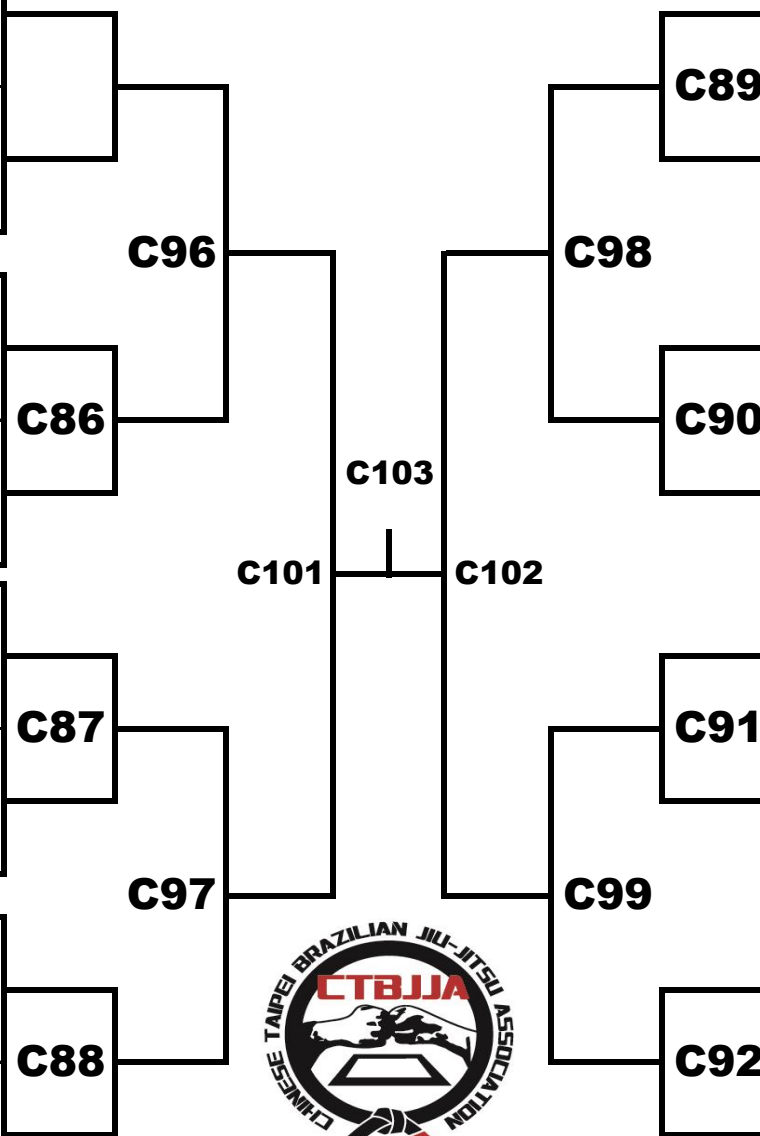 C89
C96
C98
C86
C90
C103
C101
C102
C87
C91
C97
C99
CHINESE TAIPEI BRAZILIAN JIU-JITSU ASSOCIATION
CTBJJA
C88
C92